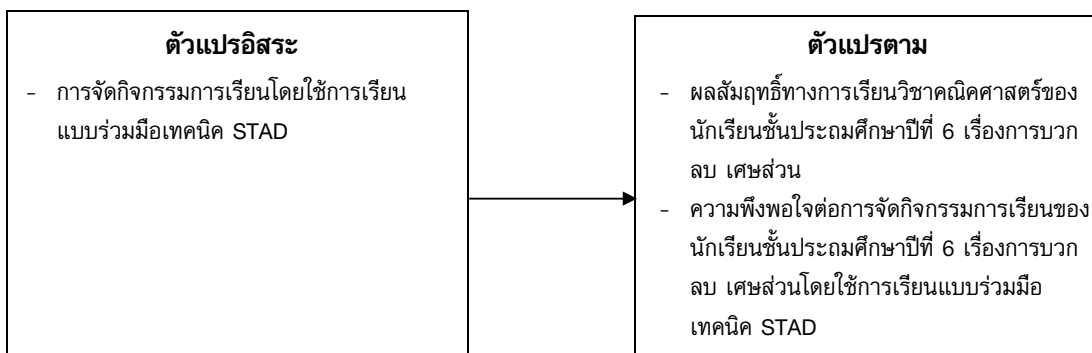 ตัวแปรอิสระ
- การจัดกิจกรรมการเรียนโดยใช้การเรียน
แบบร่วมมือเทคนิค STAD
ตัวแปรตาม
- ผลสัมฤทธิ์ทางการเรียนวิชาคณิคศาสตร์ของ
นักเรียนชั้นประถมศึกษาปีที่ 6 เรื่องการบวก
ลบ เศษส่วน
- ความพึงพอใจต่อการจัดกิจกรรมการเรียนของ
นักเรียนชั้นประถมศึกษาปีที่ 6 เรื่องการบวก
ลบ เศษส่วนโดยใช้การเรียนแบบร่วมมือ
เทคนิค STAD